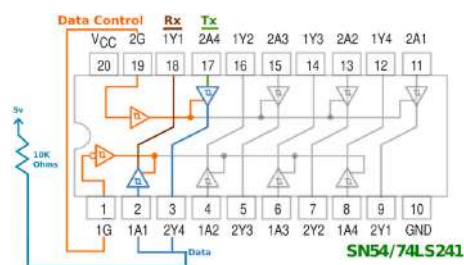 Data Control Rx Tx
VCC 2G 1Y1 2A4 1Y2 2A3 1Y3 2A2 1Y4 2A1
20 19 18 17 16 15 14 13 12 11
5v
10K
Ohms
1 2 3 4 5 6 7 8 9 10
1G 1A1 2Y4 1A2 2Y3 1A3 2Y2 1A4 2Y1 GND
Data
SN54/74LS241